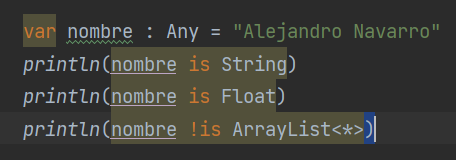 var nombre : Any = "Alejandro Navarro"
println(nombre is String)
println(nombre is Float)
println(nombre !is ArrayList<*>)